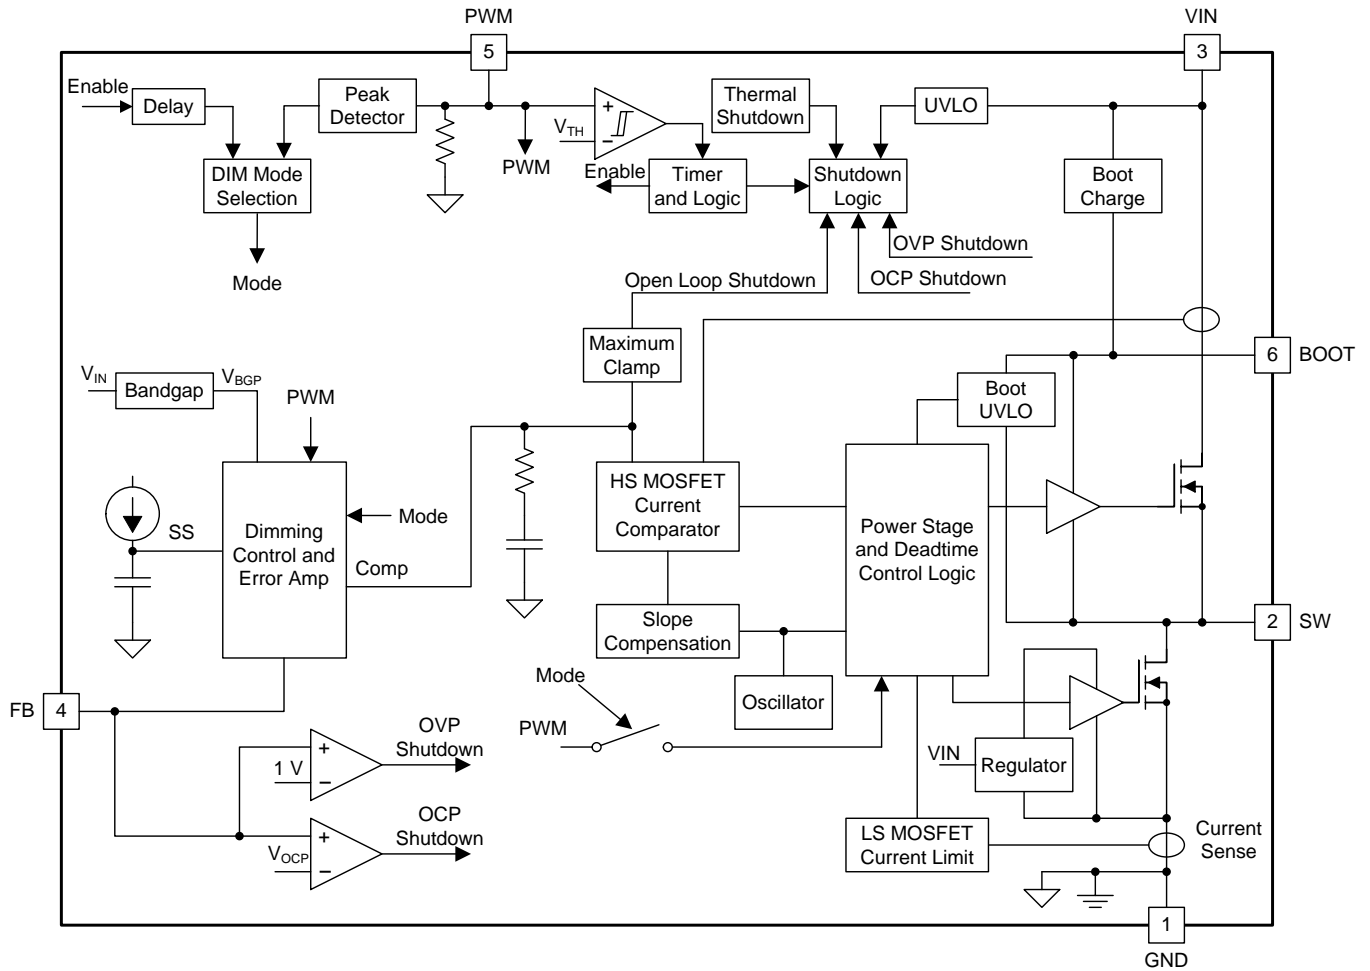 PWM
VIN
5
3
Enable
Delay
Peak
Detector
+
V_TH
−
Thermal
Shutdown
UVLO
DIM Mode
Selection
PWM
Enable
Timer
and Logic
Shutdown
Logic
Boot
Charge
Mode
OVP Shutdown
Open Loop Shutdown
OCP Shutdown
Maximum
Clamp
6
BOOT
V_IN
Bandgap
V_BGP
PWM
Boot
UVLO
HS MOSFET
Current
Comparator
SS
Dimming
Control and
Error Amp
Mode
Comp
Power Stage
and Deadtime
Control Logic
Slope
Compensation
2
SW
Mode
Oscillator
FB
4
PWM
OVP
Shutdown
+
1 V
−
VIN
Regulator
OCP
Shutdown
+
V_OCP
−
LS MOSFET
Current Limit
Current
Sense
1
GND